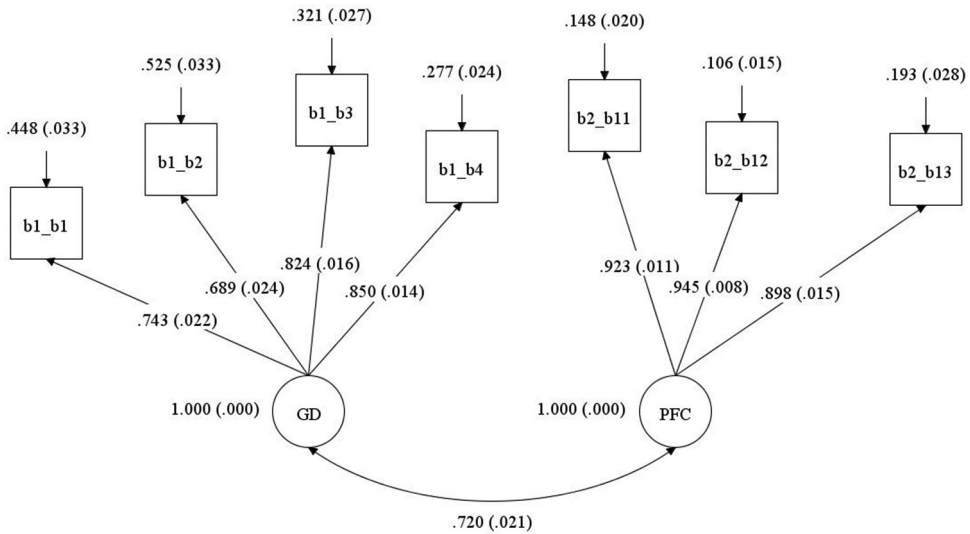 .321 (.027)
.148 (.020)
.525 (.033)
.106 (.015)
.277 (.024)
.193 (.028)
.448 (.033)
b1_b3
b2_b11
b1_b2
b2_b12
b1_b4
b2_b13
b1_b1
.824 (.016)
.923 (.011)
.689 (.024)
.850 (.014)
.945 (.008)
.898 (.015)
.743 (.022)
1.000 (.000)
GD
1.000 (.000)
PFC
.720 (.021)